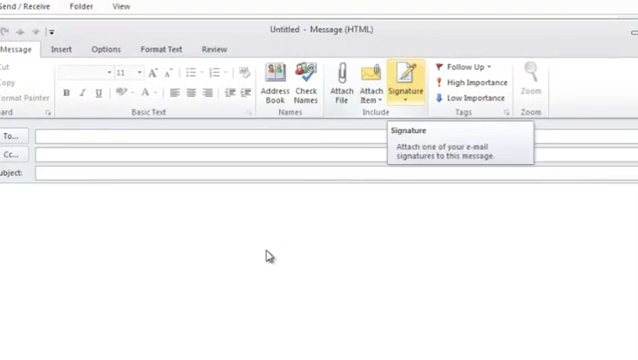 Send / Receive Folder View
Untitled - Message (HTML)
Message Insert Options Format Text Review
Cut
Copy
Format Painter
11 A A
B I U A
Address Book
Check Names
Attach File
Attach Item
Signature
Follow Up
High Importance
Low Importance
Zoom
Basic Text Names Include Tags Zoom
Signature
Attach one of your e-mail
signatures to this message.
To...
Cc...
Subject: